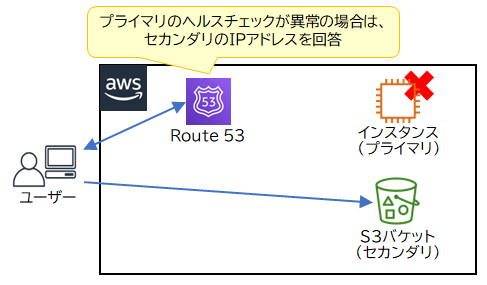 プライマリのヘルスチェックが異常の場合は、
セカンダリのIPアドレスを回答
aws
53
Route 53
インスタンス
（プライマリ）
ユーザー
S3バケット
（セカンダリ）